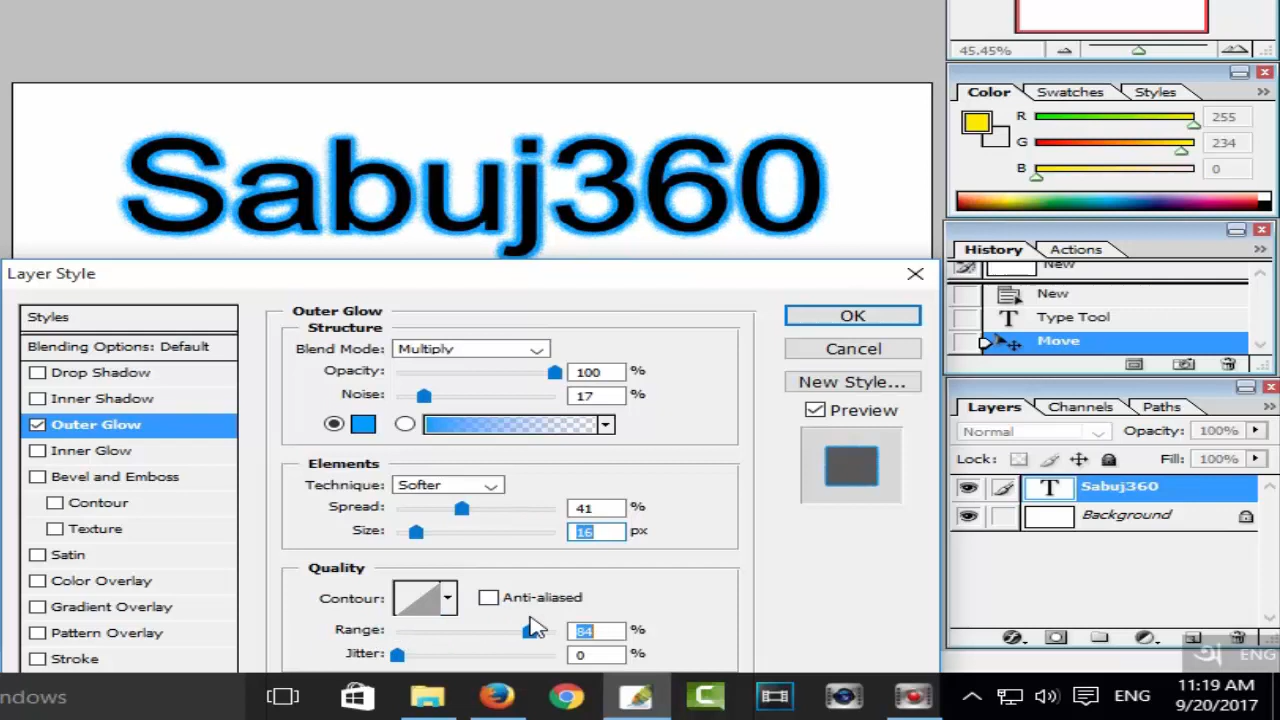 45.45%
Color Swatches Styles
R 255
G 234
B 0
Sabuj360
History Actions
New
New
Type Tool
Move
Layer Style
Styles
Blending Options: Default
Drop Shadow
Inner Shadow
Outer Glow
Inner Glow
Bevel and Emboss
Contour
Texture
Satin
Color Overlay
Gradient Overlay
Pattern Overlay
Stroke
Outer Glow
Structure
Blend Mode: Multiply
Opacity: 100 %
Noise: 17 %
Elements
Technique: Softer
Spread: 41 %
Size: 16 px
Quality
Contour: Anti-aliased
Range: 84 %
Jitter: 0 %
OK
Cancel
New Style...
Preview
Layers Channels Paths
Normal Opacity: 100%
Lock: Fill: 100%
T Sabuj360
Background
অ ENG
ndows
ENG
11:19 AM
9/20/2017